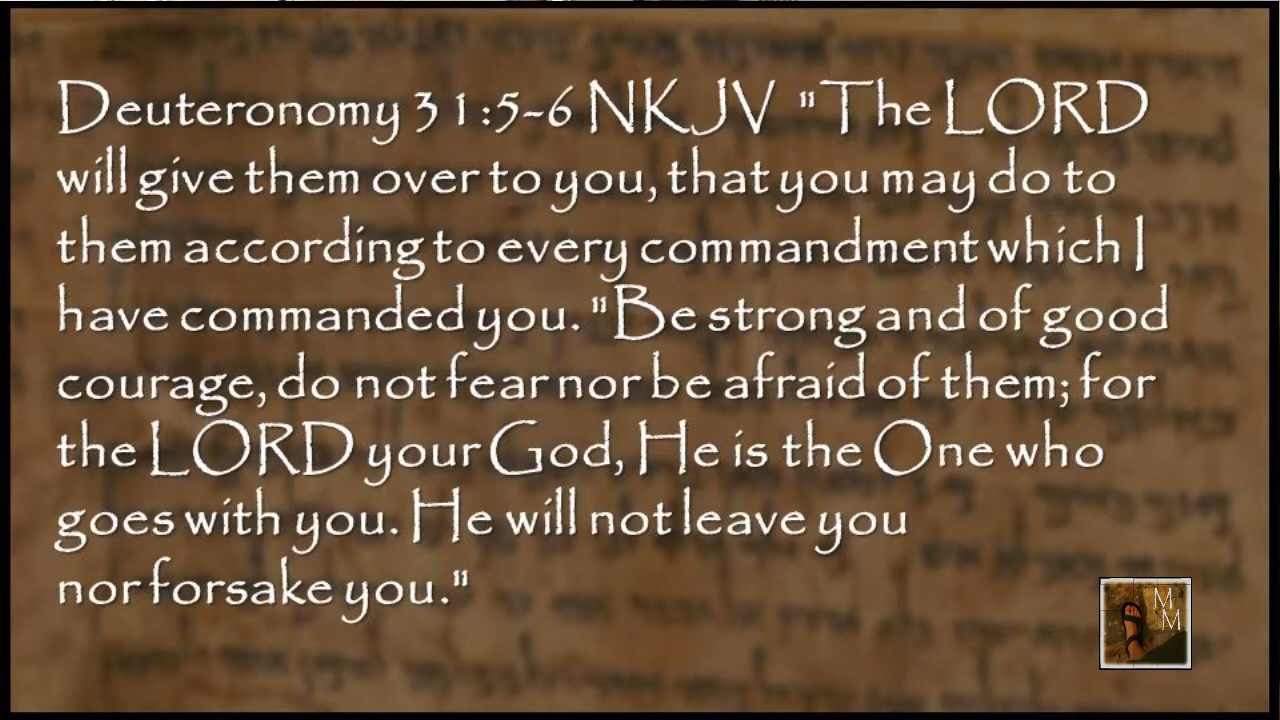 Deuteronomy 31:5-6 NKJV "The LORD
will give them over to you, that you may do to
them according to every commandment which I
have commanded you. "Be strong and of good
courage, do not fear nor be afraid of them; for
the LORD your God, He is the One who
goes with you. He will not leave you
nor forsake you."
M
M